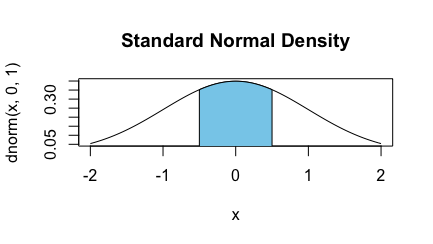 Standard Normal Density
dnorm(x, 0, 1)
0.05 0.30
-2 -1 0 1 2
x